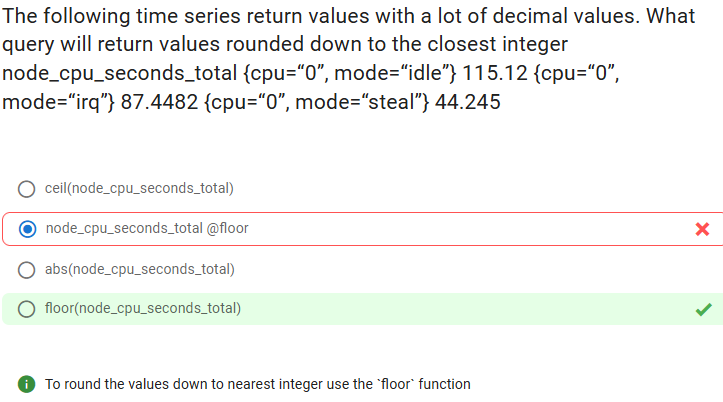 The following time series return values with a lot of decimal values. What
query will return values rounded down to the closest integer
node_cpu_seconds_total {cpu=“0”, mode=“idle”} 115.12 {cpu=“0”,
mode=“irq”} 87.4482 {cpu=“0”, mode=“steal”} 44.245
ceil(node_cpu_seconds_total)
node_cpu_seconds_total @floor
abs(node_cpu_seconds_total)
floor(node_cpu_seconds_total)
To round the values down to nearest integer use the `floor` function